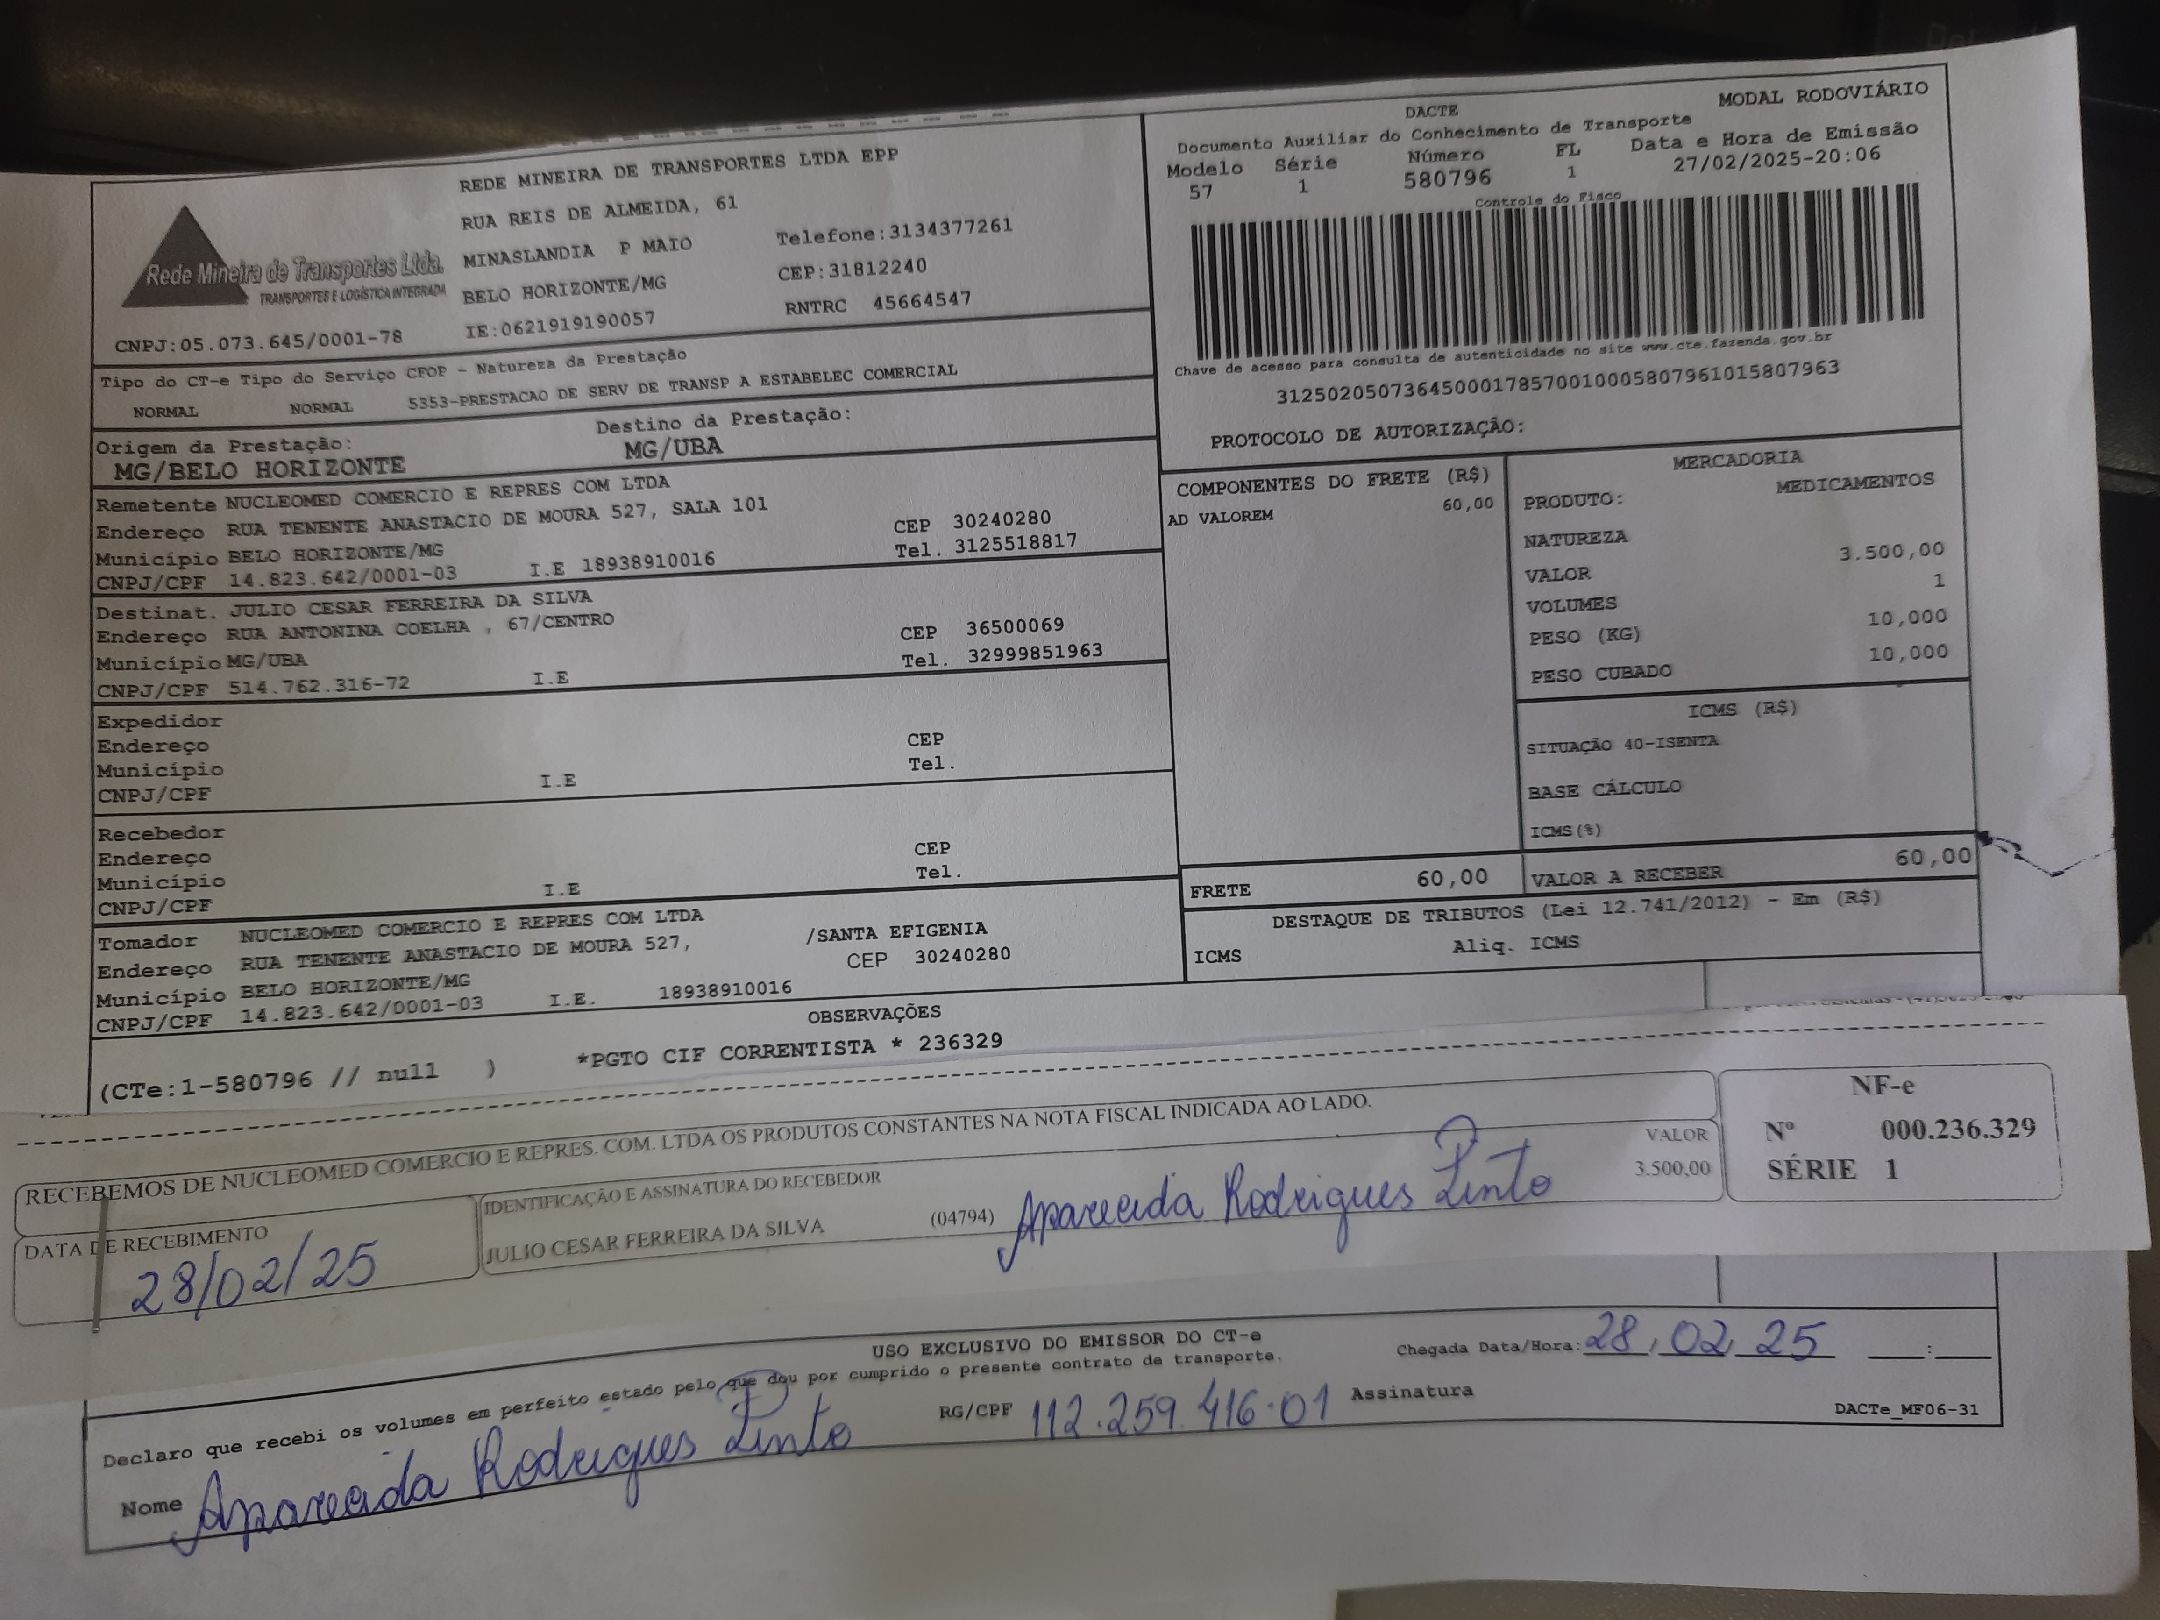 REDE MINEIRA DE TRANSPORTES LTDA EPP
RUA REIS DE ALMEIDA, 61
MINASLANDIA P MAIO Telefone:3134377261
BELO HORIZONTE/MG CEP:31812240
IE:0621919190057 RNTRC 45664547
Rede Mineira de Transportes Ltda.
TRANSPORTES E LOGÍSTICA INTEGRADA
CNPJ:05.073.645/0001-78
DACTE MODAL RODOVIÁRIO
Documento Auxiliar do Conhecimento de Transporte
Modelo Série Número FL Data e Hora de Emissão
57 1 580796 1 27/02/2025-20:06
Controle do Fisco
Chave de acesso para consulta de autenticidade no site www.cte.fazenda.gov.br
31250205073645000178570010005807961015807963
PROTOCOLO DE AUTORIZAÇÃO:
Tipo do CT-e Tipo do Serviço CFOP - Natureza da Prestação
NORMAL NORMAL 5353-PRESTACAO DE SERV DE TRANSP A ESTABELEC COMERCIAL
Origem da Prestação: Destino da Prestação:
MG/BELO HORIZONTE MG/UBA
Remetente NUCLEOMED COMERCIO E REPRES COM LTDA
Endereço RUA TENENTE ANASTACIO DE MOURA 527, SALA 101 CEP 30240280
Município BELO HORIZONTE/MG Tel. 3125518817
CNPJ/CPF 14.823.642/0001-03 I.E 18938910016
Destinat. JULIO CESAR FERREIRA DA SILVA
Endereço RUA ANTONINA COELHA , 67/CENTRO CEP 36500069
Município MG/UBA Tel. 32999851963
CNPJ/CPF 514.762.316-72 I.E
Expedidor
Endereço CEP
Município Tel.
CNPJ/CPF I.E
Recebedor
Endereço CEP
Município Tel.
CNPJ/CPF I.E
Tomador NUCLEOMED COMERCIO E REPRES COM LTDA
Endereço RUA TENENTE ANASTACIO DE MOURA 527, /SANTA EFIGENIA
Município BELO HORIZONTE/MG CEP 30240280
CNPJ/CPF 14.823.642/0001-03 I.E. 18938910016
COMPONENTES DO FRETE (R$)
AD VALOREM 60,00
MERCADORIA
PRODUTO: MEDICAMENTOS
NATUREZA
VALOR 3.500,00
VOLUMES 1
PESO (KG) 10,000
PESO CUBADO 10,000
ICMS (R$)
SITUAÇÃO 40-ISENTA
BASE CÁLCULO
ICMS(%)
FRETE 60,00 VALOR A RECEBER 60,00
DESTAQUE DE TRIBUTOS (Lei 12.741/2012) - Em (R$)
ICMS Aliq. ICMS
OBSERVAÇÕES
(CTe:1-580796 // null ) *PGTO CIF CORRENTISTA * 236329
RECEBEMOS DE NUCLEOMED COMERCIO E REPRES. COM. LTDA OS PRODUTOS CONSTANTES NA NOTA FISCAL INDICADA AO LADO.
DATA DE RECEBIMENTO IDENTIFICAÇÃO E ASSINATURA DO RECEBEDOR VALOR
28/02/25 JULIO CESAR FERREIRA DA SILVA (04794) Aparecida Rodrigues Pinto 3.500,00
NF-e
Nº 000.236.329
SÉRIE 1
USO EXCLUSIVO DO EMISSOR DO CT-e
Declaro que recebi os volumes em perfeito estado pelo que dou por cumprido o presente contrato de transporte.
Chegada Data/Hora: 28,02 25 :
Nome Aparecida Rodrigues Pinto RG/CPF 112.259.416-01 Assinatura
DACTe_MF06-31